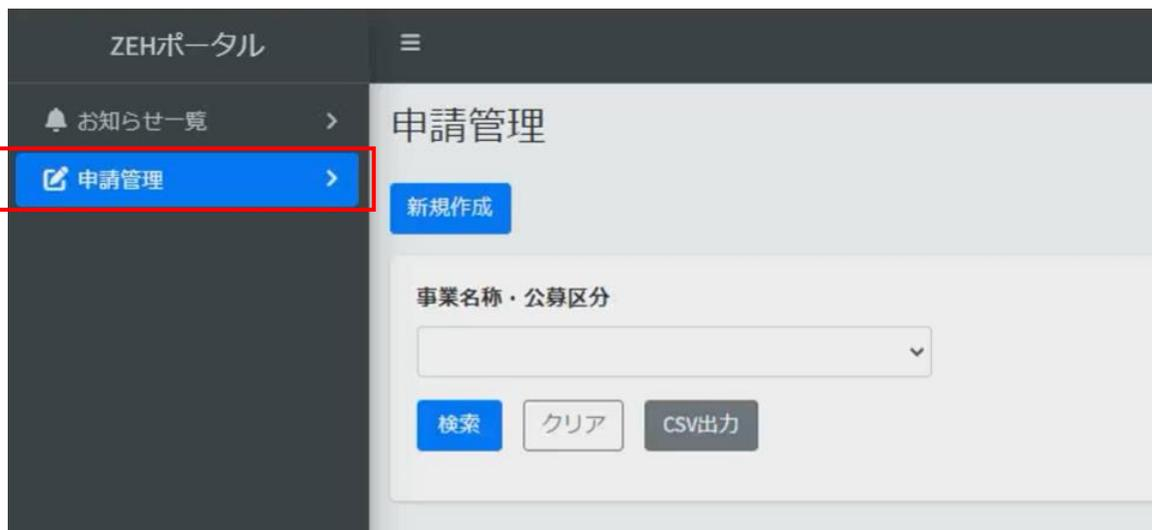 ZEHポータル
お知らせ一覧
申請管理
申請管理
新規作成
事業名称・公募区分
検索 クリア CSV出力